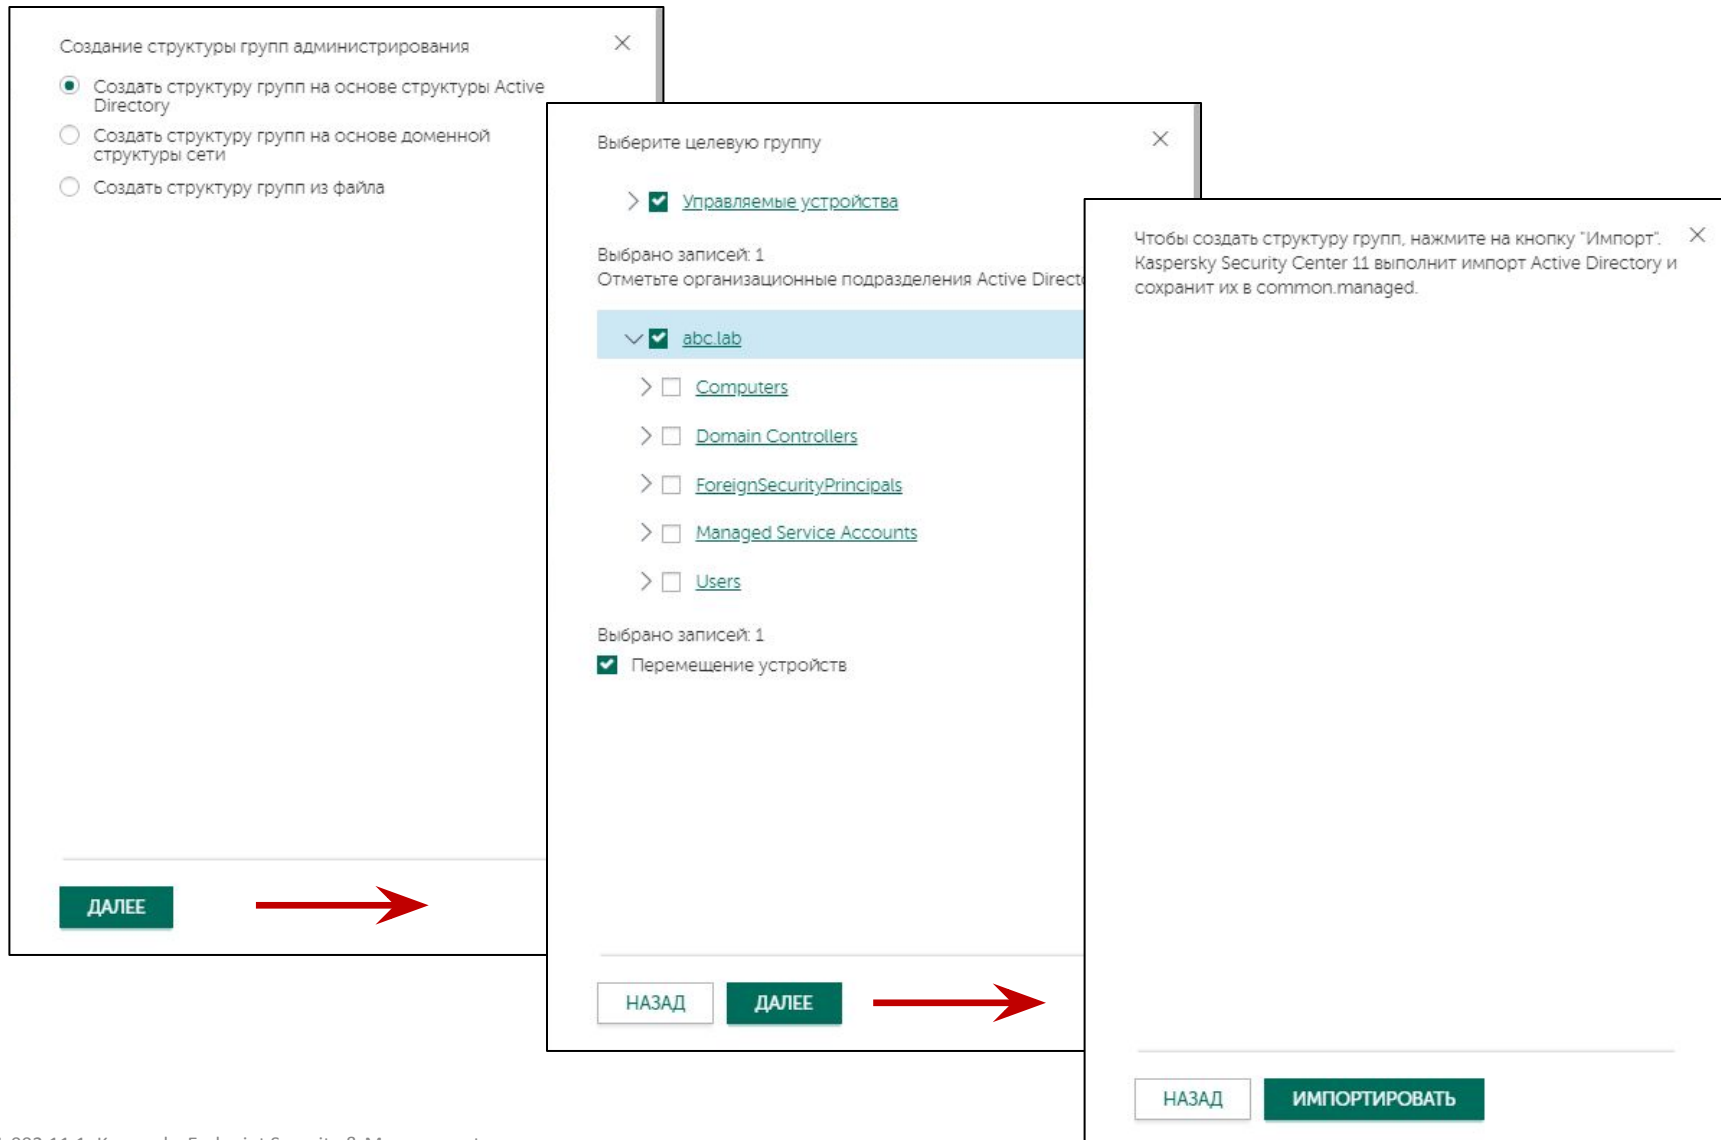 Создание структуры групп администрирования
Создать структуру групп на основе структуры Active
Directory
Создать структуру групп на основе доменной
структуры сети
Создать структуру групп из файла
ДАЛЕЕ
Выберите целевую группу
Управляемые устройства
Выбрано записей: 1
Отметьте организационные подразделения Active
abc.lab
Computers
Domain Controllers
ForeignSecurityPrincipals
Managed Service Accounts
Users
Выбрано записей: 1
Перемещение устройств
НАЗАД
ДАЛЕЕ
Чтобы создать структуру групп, нажмите на кнопку "Импорт".
Kaspersky Security Center 11 выполнит импорт Active Directory и
сохранит их в common.managed.
НАЗАД
ИМПОРТИРОВАТЬ